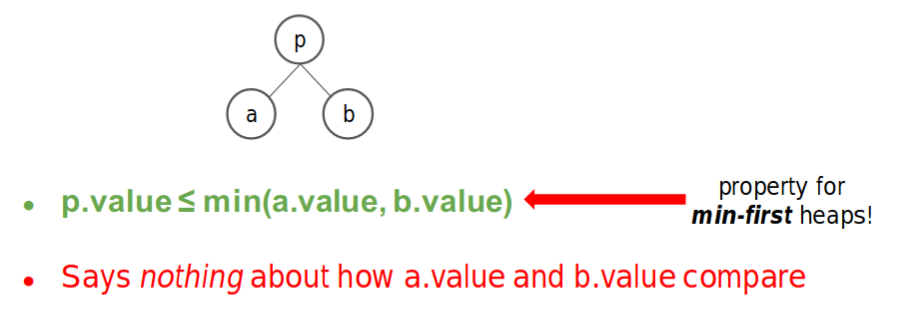 p
a
b
• p.value ≤ min(a.value, b.value)
property for
min-first heaps!
• Says nothing about how a.value and b.value compare